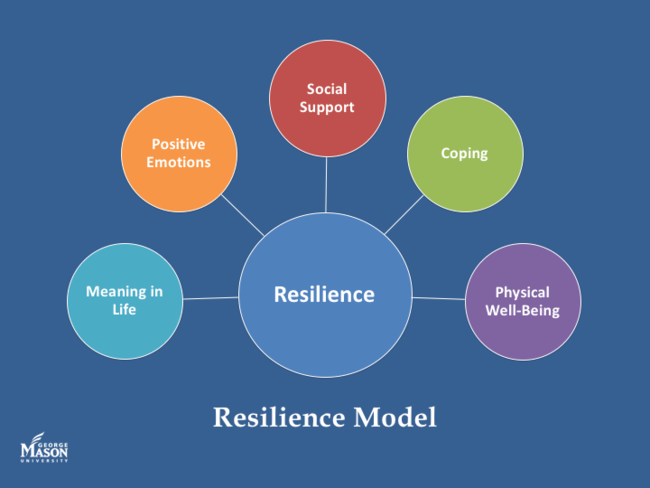 Social
Support
Positive
Emotions
Coping
Meaning in
Life
Resilience
Physical
Well-Being
Resilience Model
GEORGE
MASON
UNIVERSITY